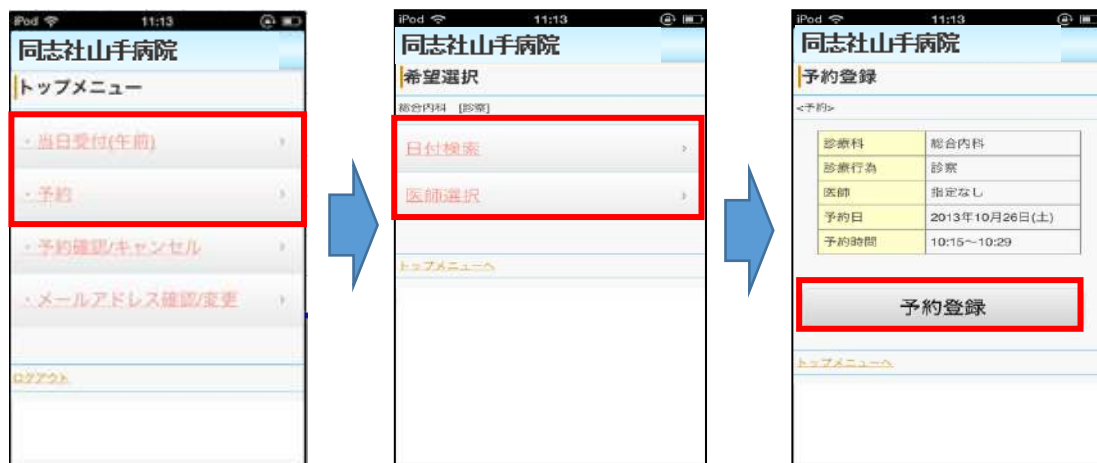 iPod 11:13
同志社山手病院
トップメニュー
・当日受付(午前)
・予約
・予約確認/キャンセル
・メールアドレス確認/変更
ログアウト
iPod 11:13
同志社山手病院
希望選択
総合内科 [診察]
日付検索
医師選択
トップメニューへ
iPod 11:13
同志社山手病院
予約登録
<予約>
診療科 総合内科
診療行為 診察
医師 指定なし
予約日 2013年10月26日(土)
予約時間 10:15～10:29
予約登録
トップメニューへ